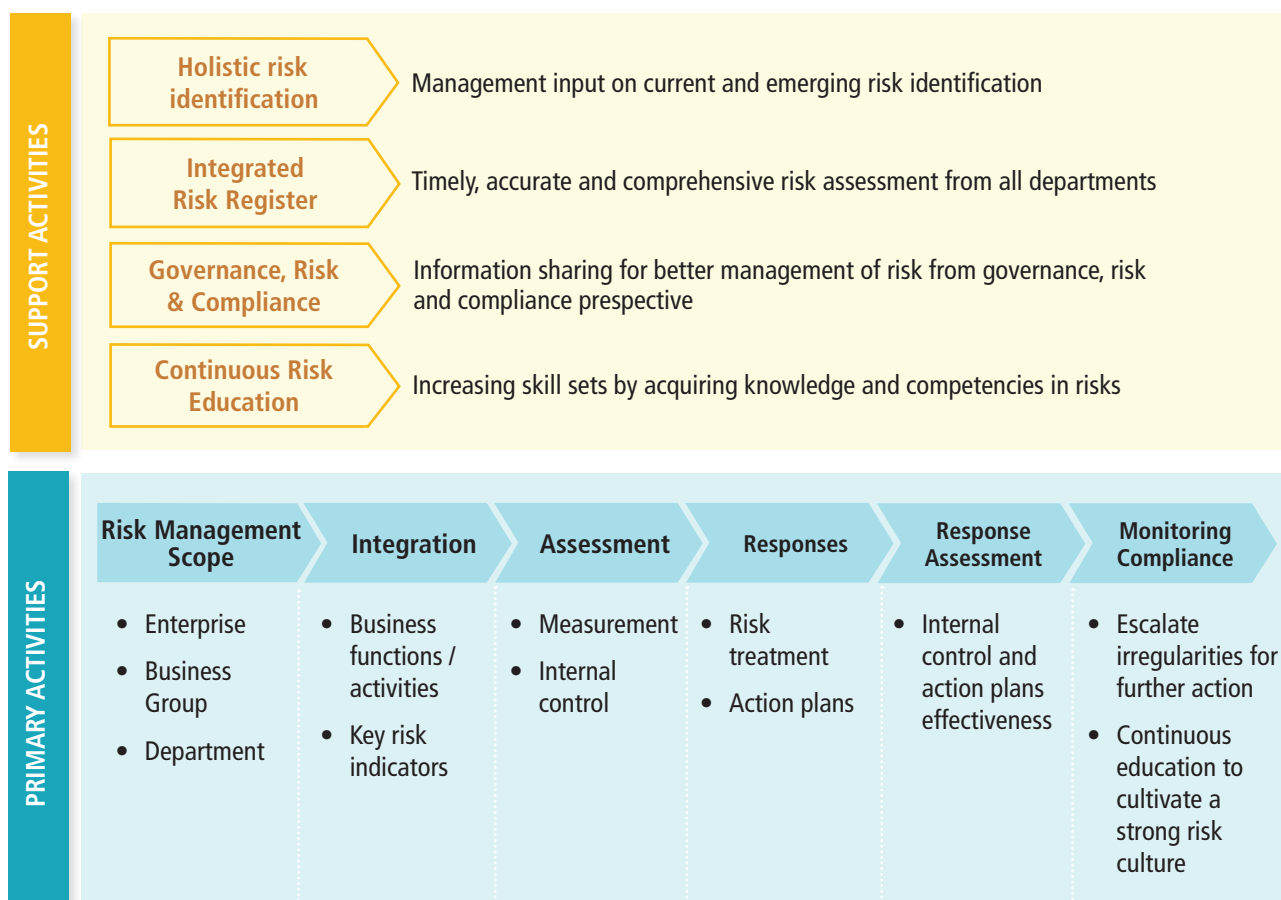 SUPPORT ACTIVITIES
Holistic risk
identification
Management input on current and emerging risk identification
Integrated
Risk Register
Timely, accurate and comprehensive risk assessment from all departments
Governance, Risk
& Compliance
Information sharing for better management of risk from governance, risk
and compliance prespective
Continuous Risk
Education
Increasing skill sets by acquiring knowledge and competencies in risks
PRIMARY ACTIVITIES
Risk Management
Scope
• Enterprise
• Business
Group
• Department
Integration
• Business
functions /
activities
• Key risk
indicators
Assessment
• Measurement
• Internal
control
Responses
• Risk
treatment
• Action plans
Response
Assessment
• Internal
control and
action plans
effectiveness
Monitoring
Compliance
• Escalate
irregularities for
further action
• Continuous
education to
cultivate a
strong risk
culture